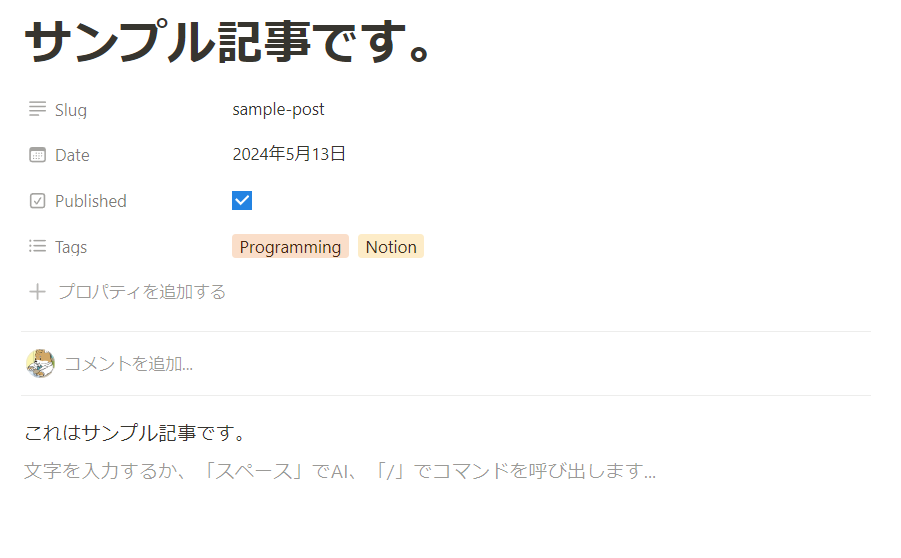 サンプル記事です。
Slug sample-post
Date 2024年5月13日
Published
Tags Programming Notion
プロパティを追加する
コメントを追加...
これはサンプル記事です。
文字を入力するか、「スペース」でAI、「/」でコマンドを呼び出します...